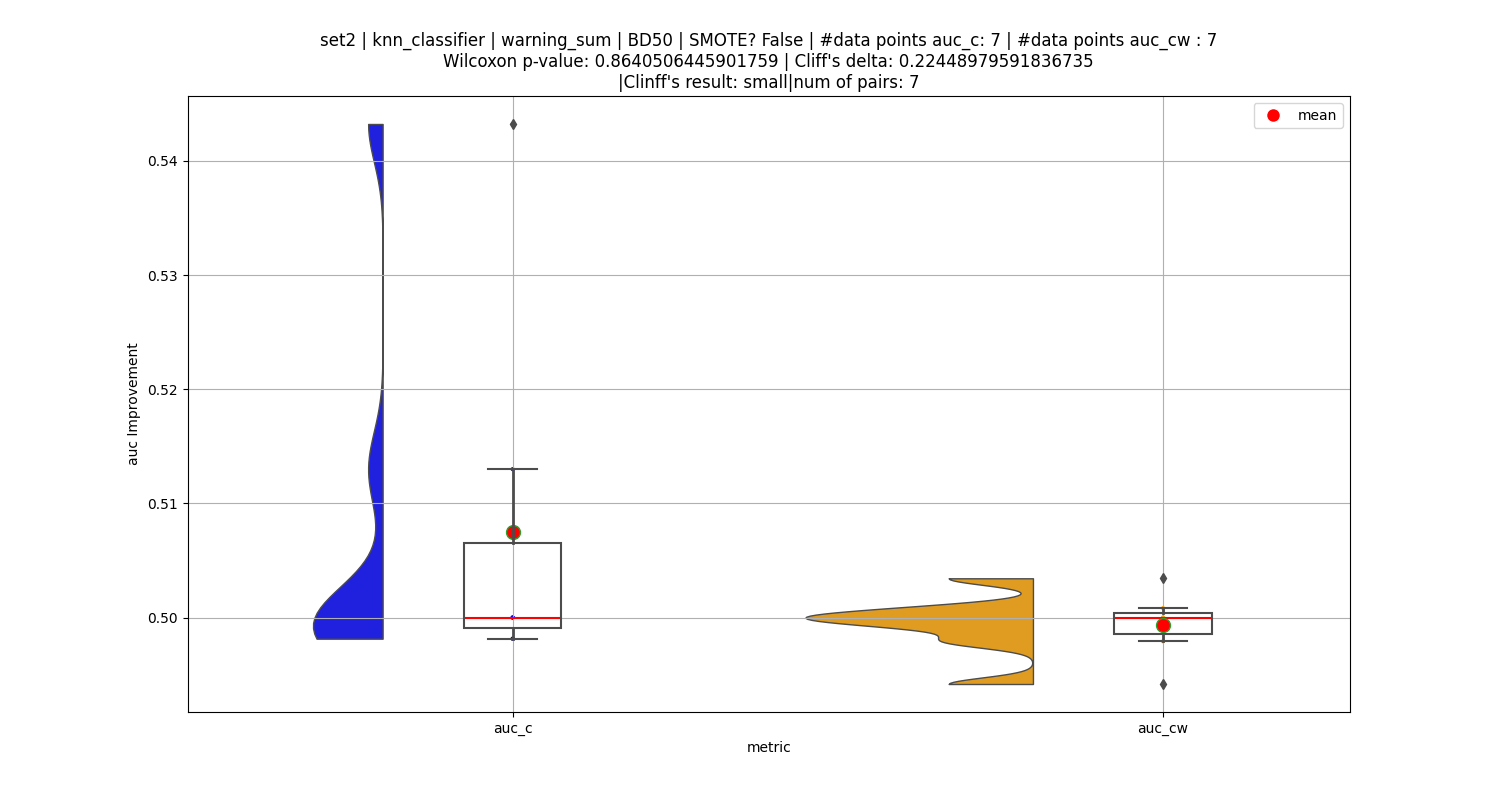 set2 | knn_classifier | warning_sum | BD50 | SMOTE? False | #data points auc_c: 7 | #data points auc_cw : 7
Wilcoxon p-value: 0.8640506445901759 | Cliff's delta: 0.22448979591836735
|Clinff's result: small|num of pairs: 7
mean
0.54
0.53
0.52
0.51
0.50
auc Improvement
auc_c
auc_cw
metric